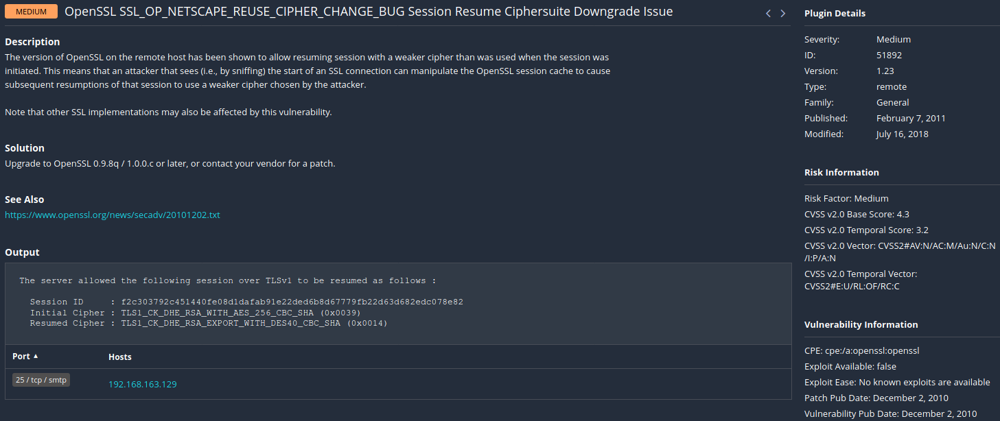 MEDIUM OpenSSL SSL_OP_NETSCAPE_REUSE_CIPHER_CHANGE_BUG Session Resume Ciphersuite Downgrade Issue
Description
The version of OpenSSL on the remote host has been shown to allow resuming session with a weaker cipher than was used when the session was
initiated. This means that an attacker that sees (i.e., by sniffing) the start of an SSL connection can manipulate the OpenSSL session cache to cause
subsequent resumptions of that session to use a weaker cipher chosen by the attacker.
Note that other SSL implementations may also be affected by this vulnerability.
Solution
Upgrade to OpenSSL 0.9.8q / 1.0.0.c or later, or contact your vendor for a patch.
See Also
https://www.openssl.org/news/secadv/20101202.txt
Output
The server allowed the following session over TLSv1 to be resumed as follows :
Session ID : f2c303792c451440fe08d1dafab91e22ded6b8d67779fb22d63d682edc078e82
Initial Cipher : TLS1_CK_DHE_RSA_WITH_AES_256_CBC_SHA (0x0039)
Resumed Cipher : TLS1_CK_DHE_RSA_EXPORT_WITH_DES40_CBC_SHA (0x0014)
Port ▲ Hosts
25 / tcp / smtp 192.168.163.129
Plugin Details
Severity: Medium
ID: 51892
Version: 1.23
Type: remote
Family: General
Published: February 7, 2011
Modified: July 16, 2018
Risk Information
Risk Factor: Medium
CVSS v2.0 Base Score: 4.3
CVSS v2.0 Temporal Score: 3.2
CVSS v2.0 Vector: CVSS2#AV:N/AC:M/Au:N/C:N
/I:P/A:N
CVSS v2.0 Temporal Vector:
CVSS2#E:U/RL:OF/RC:C
Vulnerability Information
CPE: cpe:/a:openssl:openssl
Exploit Available: false
Exploit Ease: No known exploits are available
Patch Pub Date: December 2, 2010
Vulnerability Pub Date: December 2, 2010